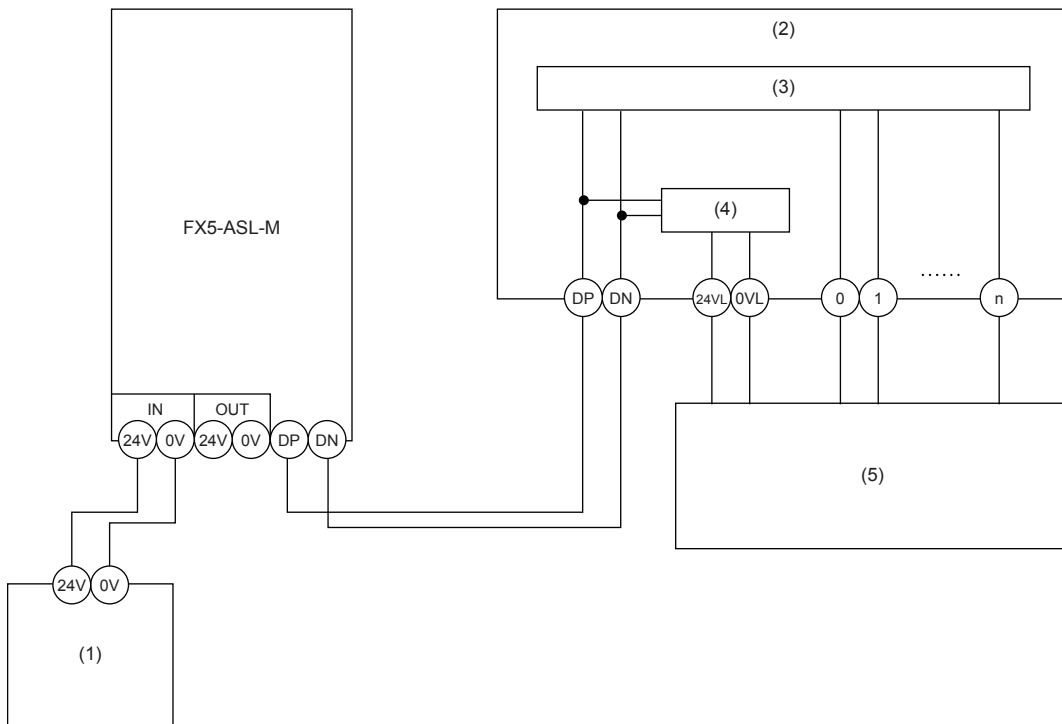 (2)
(3)
FX5-ASL-M
(4)
DP DN 24VL 0VL 0 1 ...... n
IN OUT
24V 0V 24V 0V DP DN
(5)
24V 0V
(1)